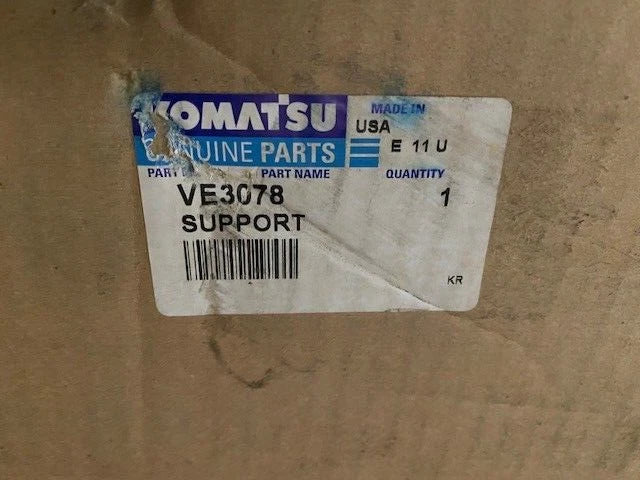 KOMATSU
GENUINE PARTS
MADE IN
USA
E 11 U
PART NAME
QUANTITY
VE3078
1
SUPPORT
KR